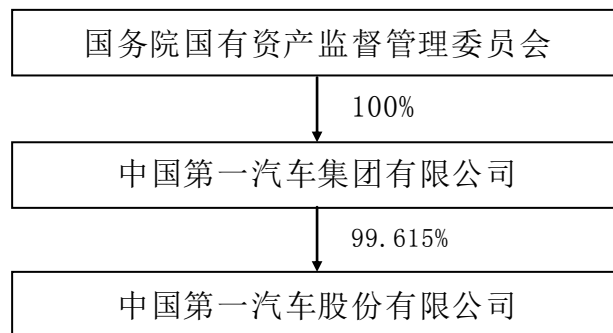 国务院国有资产监督管理委员会
100%
中国第一汽车集团有限公司
99.615%
中国第一汽车股份有限公司